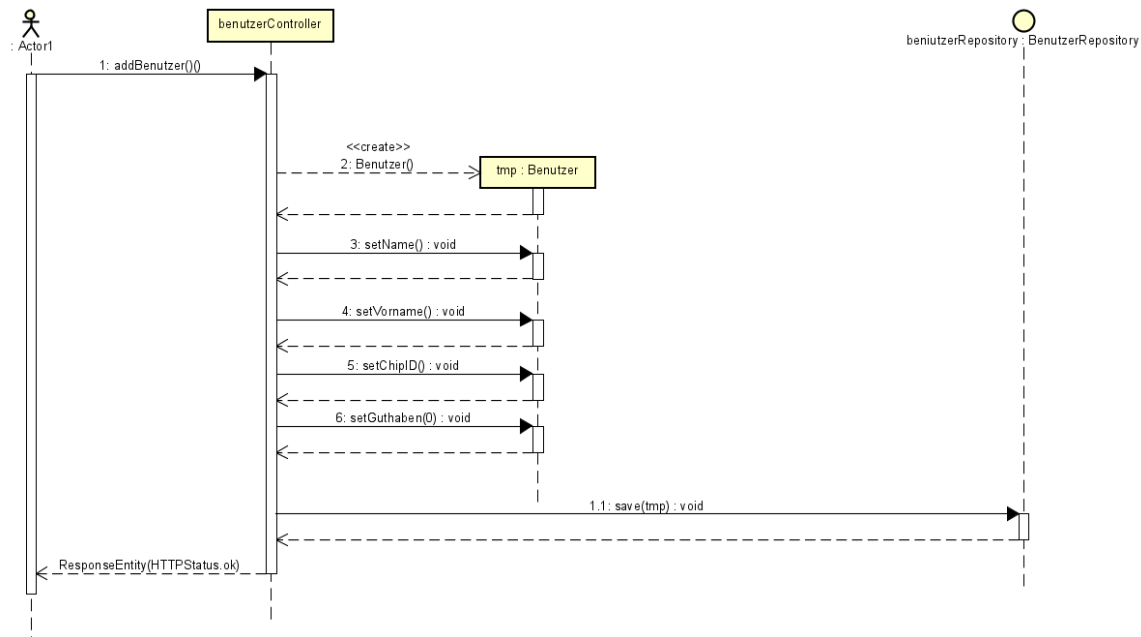 benutzerController
: Actor1
beniutzerRepository : BenutzerRepository
1: addBenutzer()()
<<create>>
2: Benutzer()
tmp : Benutzer
3: setName() : void
4: setVorname() : void
5: setChipID() : void
6: setGuthaben(0) : void
1.1: save(tmp) : void
ResponseEntity(HTTPStatus.ok)